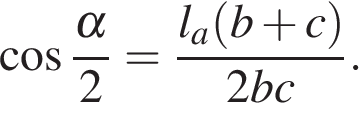 cos α/2 = l_a(b + c)/2bc.